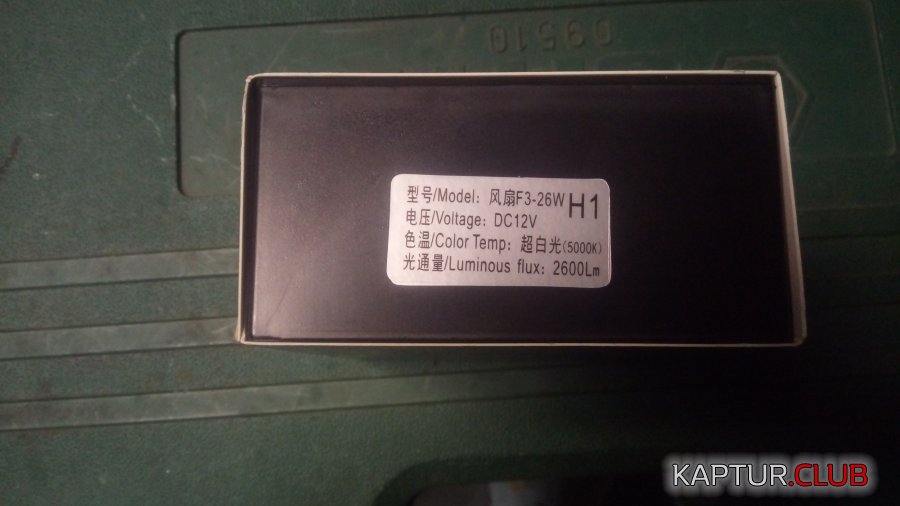 09510
型号/Model: 风扇F3-26W H1
电压/Voltage: DC12V
色温/Color Temp: 超白光(5000K)
光通量/Luminous flux: 2600Lm
KAPTUR.CLUB